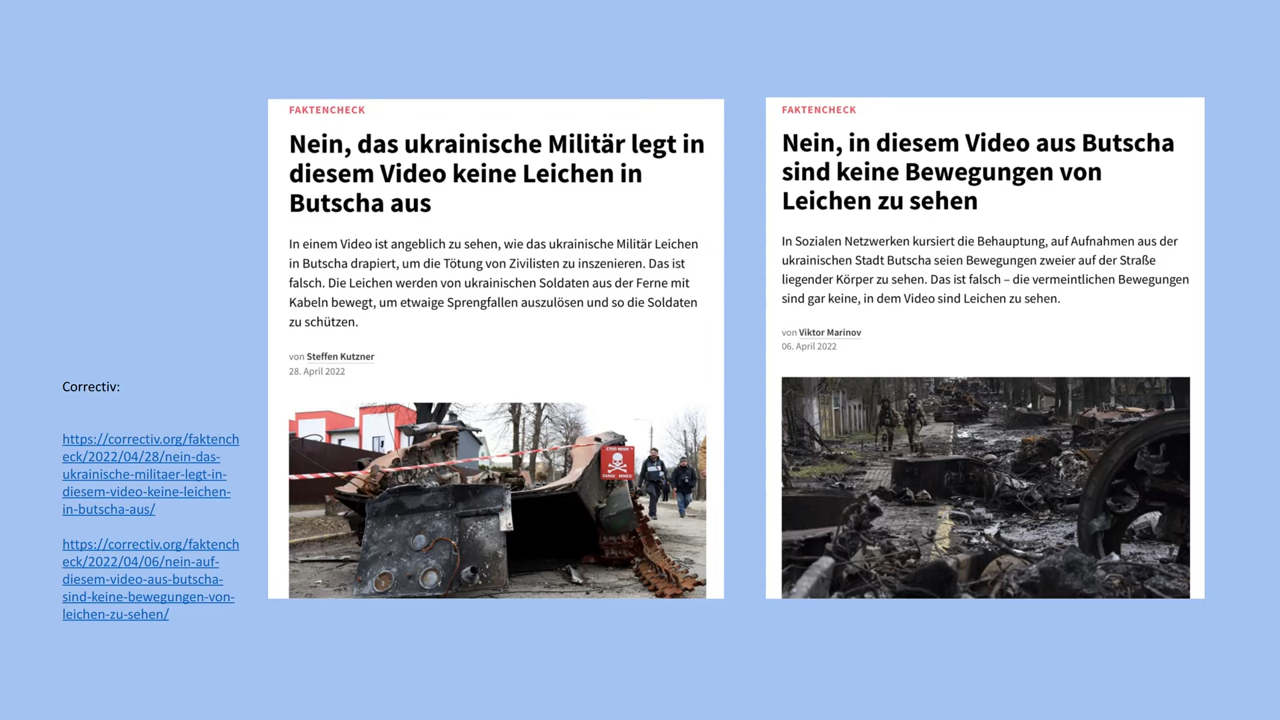 Correctiv:
https://correctiv.org/faktench
eck/2022/04/28/nein-das-
ukrainische-militaer-legt-in-
diesem-video-keine-leichen-
in-butscha-aus/
https://correctiv.org/faktench
eck/2022/04/06/nein-auf-
diesem-video-aus-butscha-
sind-keine-bewegungen-von-
leichen-zu-sehen/
FAKTENCHECK
Nein, das ukrainische Militär legt in
diesem Video keine Leichen in
Butscha aus
In einem Video ist angeblich zu sehen, wie das ukrainische Militär Leichen
in Butscha drapiert, um die Tötung von Zivilisten zu inszenieren. Das ist
falsch. Die Leichen werden von ukrainischen Soldaten aus der Ferne mit
Kabeln bewegt, um etwaige Sprengfallen auszulösen und so die Soldaten
zu schützen.
von Steffen Kutzner
28. April 2022
FAKTENCHECK
Nein, in diesem Video aus Butscha
sind keine Bewegungen von
Leichen zu sehen
In Sozialen Netzwerken kursiert die Behauptung, auf Aufnahmen aus der
ukrainischen Stadt Butscha seien Bewegungen zweier auf der Straße
liegender Körper zu sehen. Das ist falsch – die vermeintlichen Bewegungen
sind gar keine, in dem Video sind Leichen zu sehen.
von Viktor Marinov
06. April 2022